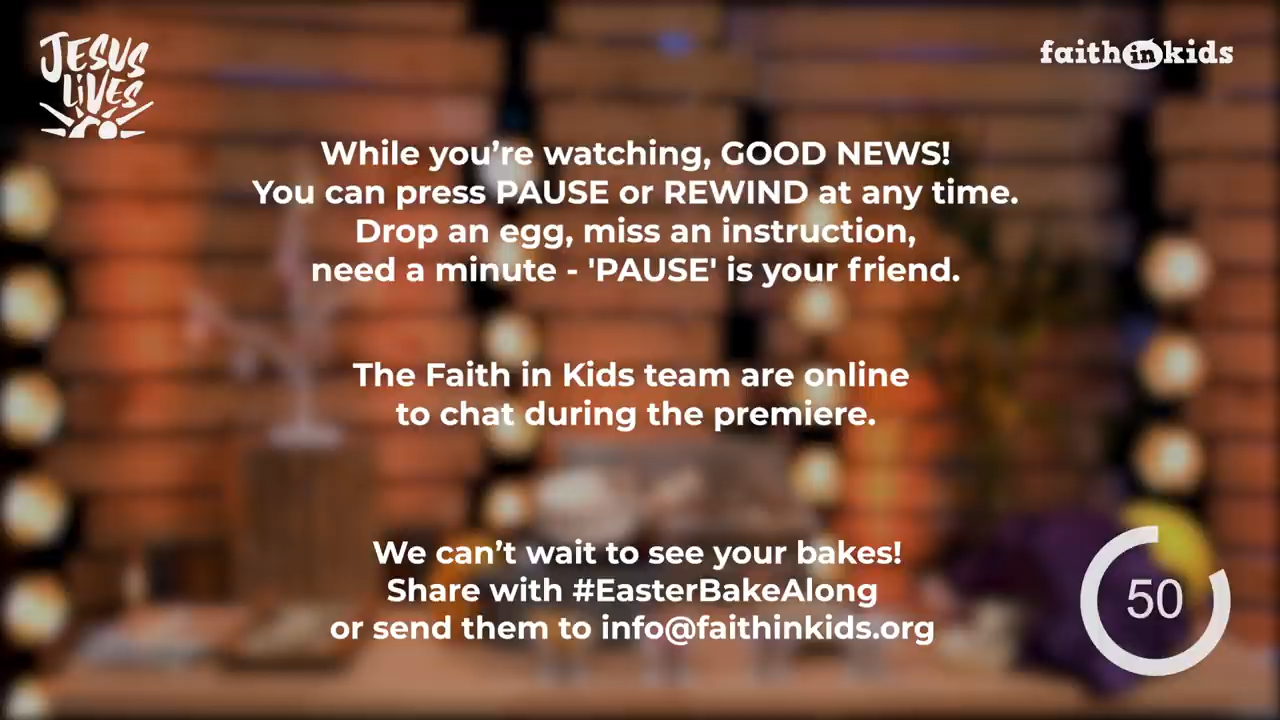 JESUS
LiVES
faith in kids
While you're watching, GOOD NEWS!
You can press PAUSE or REWIND at any time.
Drop an egg, miss an instruction,
need a minute - 'PAUSE' is your friend.
The Faith in Kids team are online
to chat during the premiere.
We can't wait to see your bakes!
Share with #EasterBakeAlong
or send them to info@faithinkids.org
50